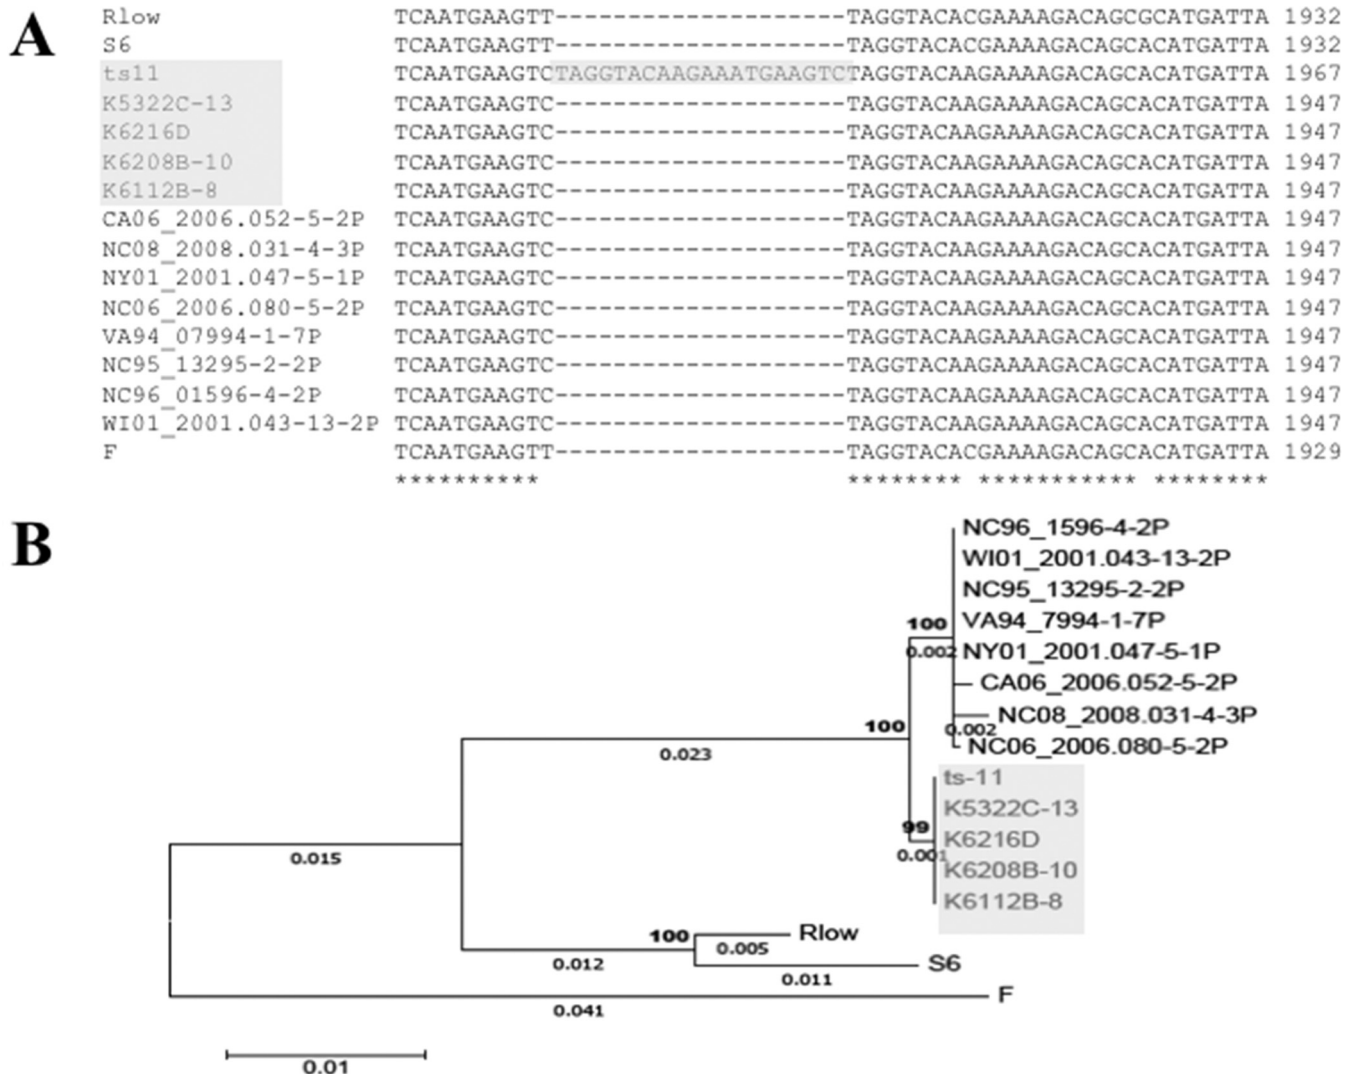 A
Rlow TCAATGAAGTT--------------------TAGGTACACGAAAAGACAGCGCATGATTA 1932
S6 TCAATGAAGTT--------------------TAGGTACACGAAAAGACAGCGCATGATTA 1932
ts11 TCAATGAAGTCTAGGTACAAGAAATGAAGTCTAGGTACAAGAAAAGACAGCACATGATTA 1967
K5322C-13 TCAATGAAGTC--------------------TAGGTACAAGAAAAGACAGCACATGATTA 1947
K6216D TCAATGAAGTC--------------------TAGGTACAAGAAAAGACAGCACATGATTA 1947
K6208B-10 TCAATGAAGTC--------------------TAGGTACAAGAAAAGACAGCACATGATTA 1947
K6112B-8 TCAATGAAGTC--------------------TAGGTACAAGAAAAGACAGCACATGATTA 1947
CA06_2006.052-5-2P TCAATGAAGTC--------------------TAGGTACAAGAAAAGACAGCACATGATTA 1947
NC08_2008.031-4-3P TCAATGAAGTC--------------------TAGGTACAAGAAAAGACAGCACATGATTA 1947
NY01_2001.047-5-1P TCAATGAAGTC--------------------TAGGTACAAGAAAAGACAGCACATGATTA 1947
NC06_2006.080-5-2P TCAATGAAGTC--------------------TAGGTACAAGAAAAGACAGCACATGATTA 1947
VA94_07994-1-7P TCAATGAAGTC--------------------TAGGTACAAGAAAAGACAGCACATGATTA 1947
NC95_13295-2-2P TCAATGAAGTC--------------------TAGGTACAAGAAAAGACAGCACATGATTA 1947
NC96_01596-4-2P TCAATGAAGTC--------------------TAGGTACAAGAAAAGACAGCACATGATTA 1947
WI01_2001.043-13-2P TCAATGAAGTC--------------------TAGGTACAAGAAAAGACAGCACATGATTA 1947
F TCAATGAAGTT--------------------TAGGTACACGAAAAGACAGCACATGATTA 1929
********** ******** *********** ********
B
NC96_1596-4-2P
WI01_2001.043-13-2P
NC95_13295-2-2P
100 VA94_7994-1-7P
0.002 NY01_2001.047-5-1P
CA06_2006.052-5-2P
NC08_2008.031-4-3P
100
0.002
NC06_2006.080-5-2P
0.023
ts-11
K5322C-13
99
K6216D
0.001
0.015
K6208B-10
K6112B-8
100 Rlow
0.005
0.012 S6
0.011
F
0.041
0.01